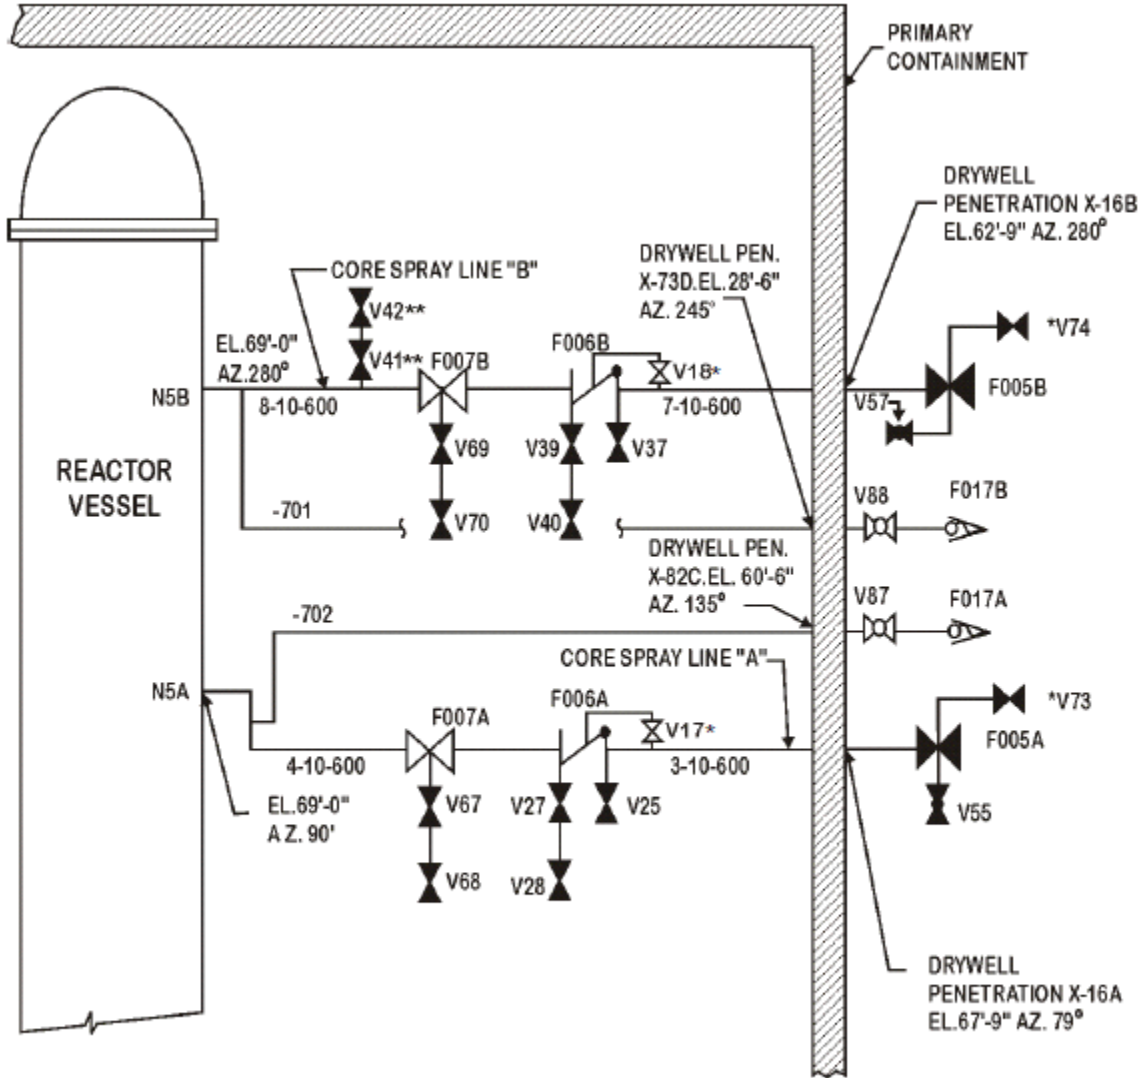 PRIMARY
CONTAINMENT
DRYWELL
PENETRATION X-16B
EL.62'-9" AZ. 280°
DRYWELL PEN.
X-73D.EL.28'-6"
AZ. 245°
CORE SPRAY LINE "B"
V42**
*V74
EL.69'-0"
AZ.280°
V41**
F007B
F006B
V18*
F005B
N5B
8-10-600
7-10-600
V57
V69
V39
V37
REACTOR
VESSEL
-701
V70
V40
V88
F017B
DRYWELL PEN.
X-82C.EL. 60'-6"
AZ. 135°
V87
F017A
-702
CORE SPRAY LINE "A"
N5A
F007A
F006A
V17*
*V73
F005A
4-10-600
3-10-600
EL.69'-0"
AZ. 90'
V67
V27
V25
V55
V68
V28
DRYWELL
PENETRATION X-16A
EL.67'-9" AZ. 79°